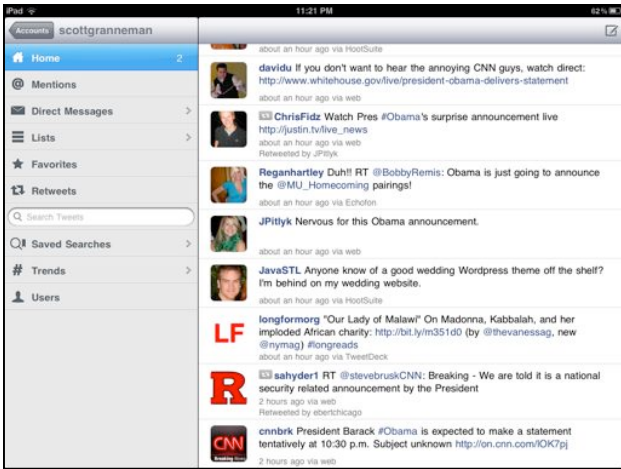 iPad 11:21 PM 62%
Accounts scottgranneman
Home 2
@ Mentions
Direct Messages
Lists
Favorites
Retweets
Search Tweets
Saved Searches
# Trends
Users
about an hour ago via HootSuite
davidu If you don't want to hear the annoying CNN guys, watch direct:
http://www.whitehouse.gov/live/president-obama-delivers-statement
about an hour ago via web
ChrisFidz Watch Pres #Obama's surprise announcement live
http://justin.tv/live_news
about an hour ago via web
Retweeted by JPitlyk
Reganhartley Duh!! RT @BobbyRemis: Obama is just going to announce
the @MU_Homecoming pairings!
about an hour ago via Echofon
JPitlyk Nervous for this Obama announcement.
about an hour ago via web
JavaSTL Anyone know of a good wedding Wordpress theme off the shelf?
I'm behind on my wedding website.
about an hour ago via HootSuite
LF
longformorg "Our Lady of Malawi" On Madonna, Kabbalah, and her
imploded African charity: http://bit.ly/m351d0 (by @thevanessag, new
@nymag) #longreads
about an hour ago via TweetDeck
R
sahyder1 RT @stevebruskCNN: Breaking - We are told it is a national
security related announcement by the President
2 hours ago via web
Retweeted by ebertchicago
CNN
Breaking News
cnnbrk President Barack #Obama is expected to make a statement
tentatively at 10:30 p.m. Subject unknown http://on.cnn.com/lOK7pj
2 hours ago via web